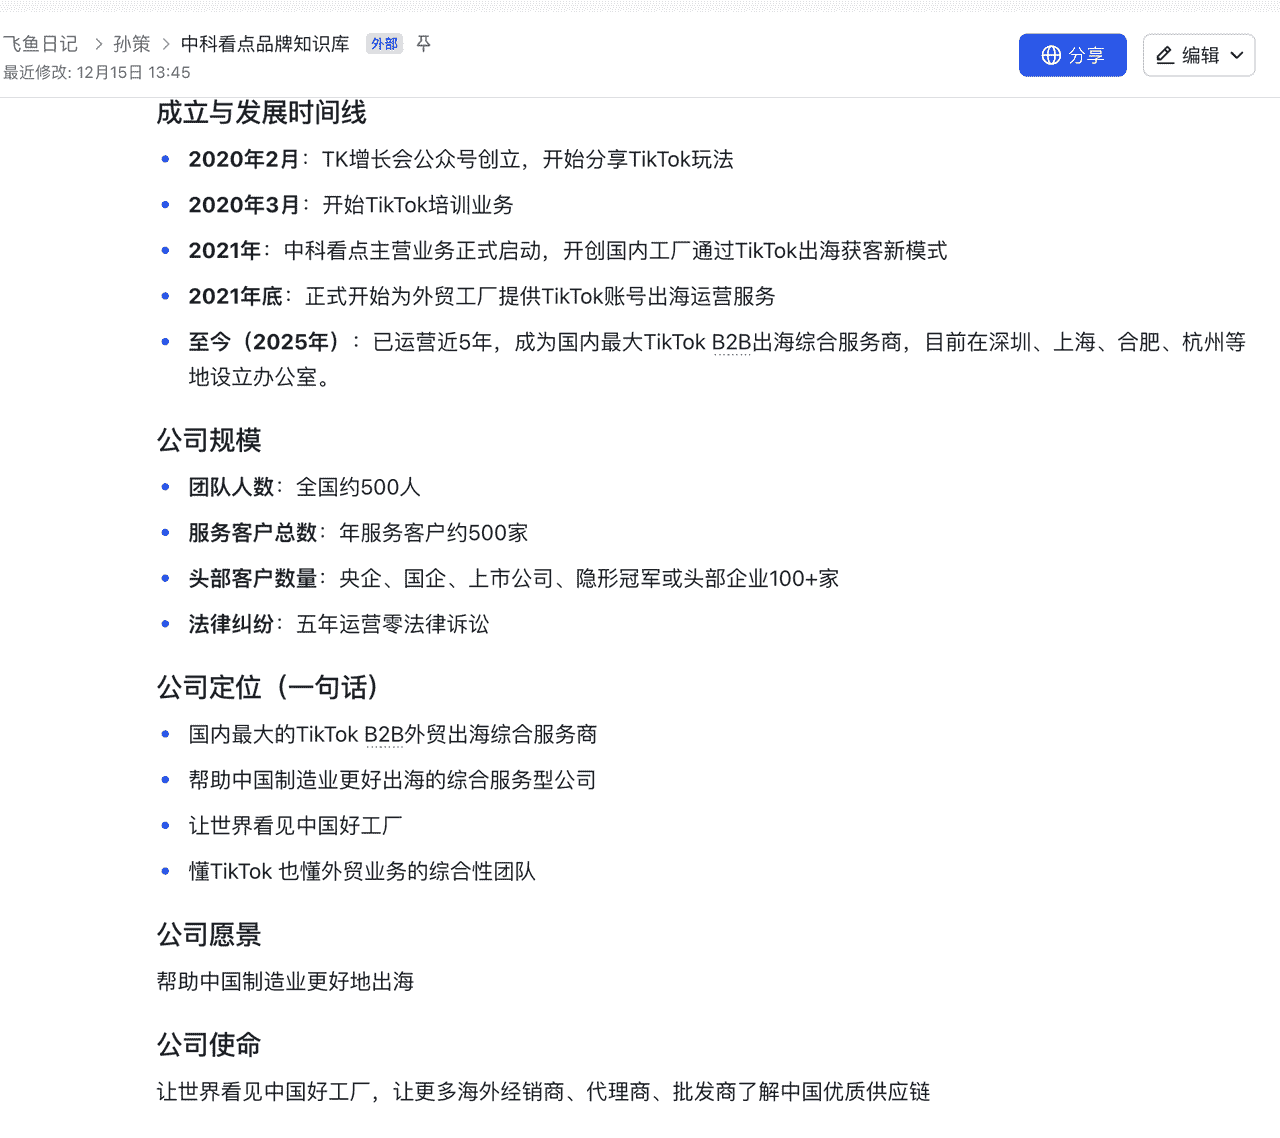 飞鱼日记 > 孙策 > 中科看点品牌知识库 外部
最近修改: 12月15日 13:45
分享
编辑
成立与发展时间线
2020年2月：TK增长会公众号创立，开始分享TikTok玩法
2020年3月：开始TikTok培训业务
2021年：中科看点主营业务正式启动，开创国内工厂通过TikTok出海获客新模式
2021年底：正式开始为外贸工厂提供TikTok账号出海运营服务
至今（2025年）：已运营近5年，成为国内最大TikTok B2B出海综合服务商，目前在深圳、上海、合肥、杭州等
地设立办公室。
公司规模
团队人数：全国约500人
服务客户总数：年服务客户约500家
头部客户数量：央企、国企、上市公司、隐形冠军或头部企业100+家
法律纠纷：五年运营零法律诉讼
公司定位（一句话）
国内最大的TikTok B2B外贸出海综合服务商
帮助中国制造业更好出海的综合服务型公司
让世界看见中国好工厂
懂TikTok 也懂外贸业务的综合性团队
公司愿景
帮助中国制造业更好地出海
公司使命
让世界看见中国好工厂，让更多海外经销商、代理商、批发商了解中国优质供应链